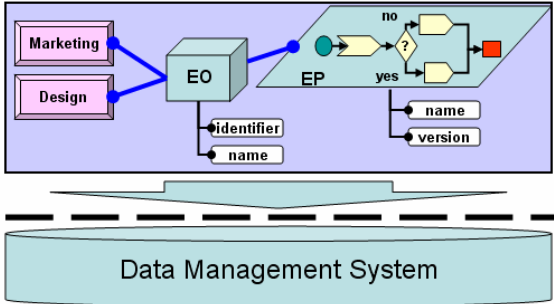 Marketing
Design
EO
identifier
name
no
?
EP
yes
name
version
Data Management System